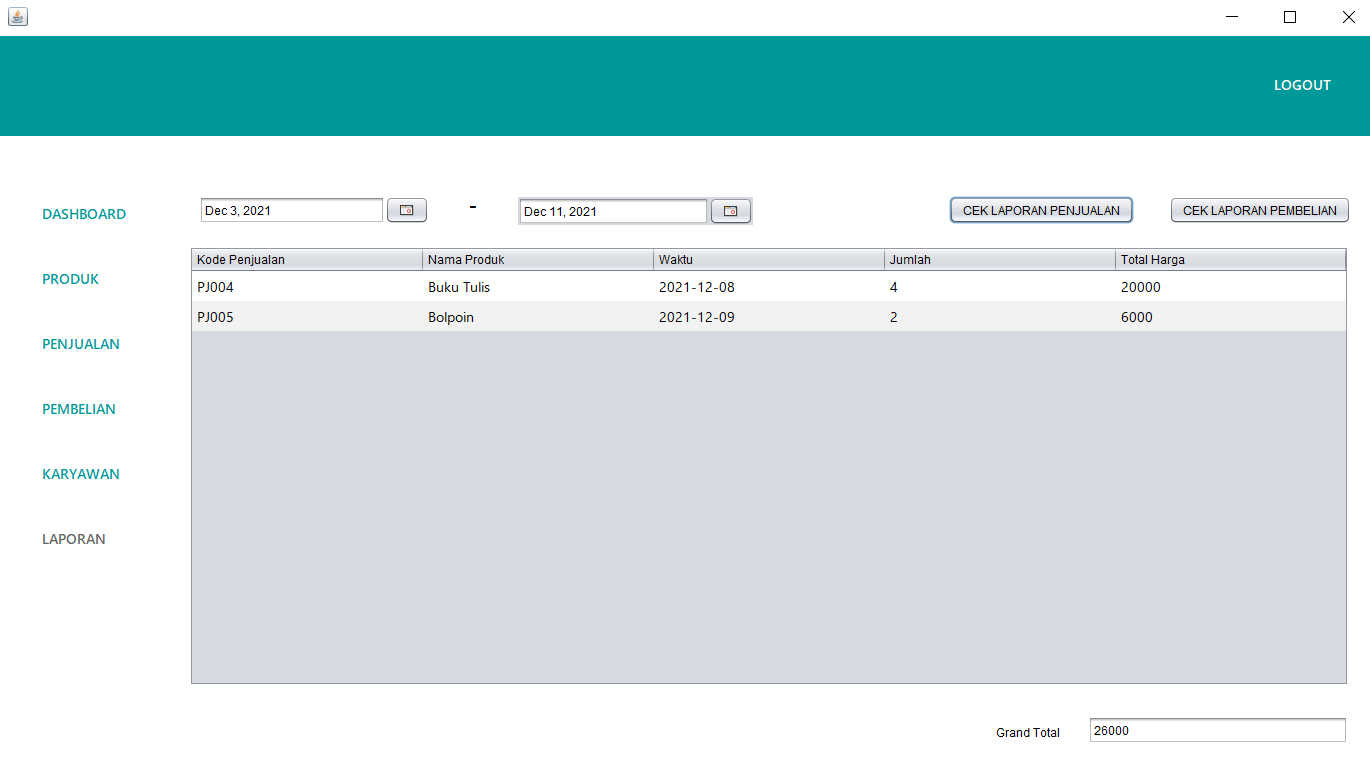 LOGOUT
DASHBOARD
PRODUK
PENJUALAN
PEMBELIAN
KARYAWAN
LAPORAN
Dec 3, 2021 - Dec 11, 2021 CEK LAPORAN PENJUALAN CEK LAPORAN PEMBELIAN
Kode Penjualan Nama Produk Waktu Jumlah Total Harga
PJ004 Buku Tulis 2021-12-08 4 20000
PJ005 Bolpoin 2021-12-09 2 6000
Grand Total 26000